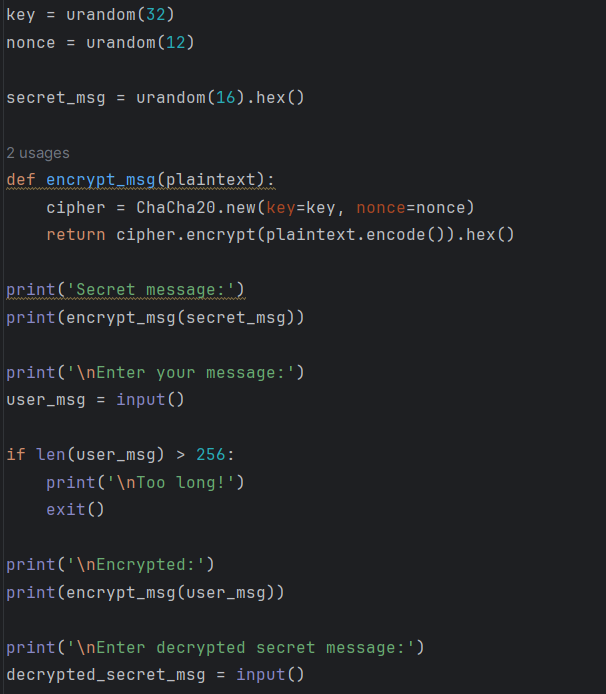 key = urandom(32)
nonce = urandom(12)
secret_msg = urandom(16).hex()
2 usages
def encrypt_msg(plaintext):
    cipher = ChaCha20.new(key=key, nonce=nonce)
    return cipher.encrypt(plaintext.encode()).hex()
print('Secret message:')
print(encrypt_msg(secret_msg))
print('\nEnter your message:')
user_msg = input()
if len(user_msg) > 256:
    print('\nToo long!')
    exit()
print('\nEncrypted:')
print(encrypt_msg(user_msg))
print('\nEnter decrypted secret message:')
decrypted_secret_msg = input()